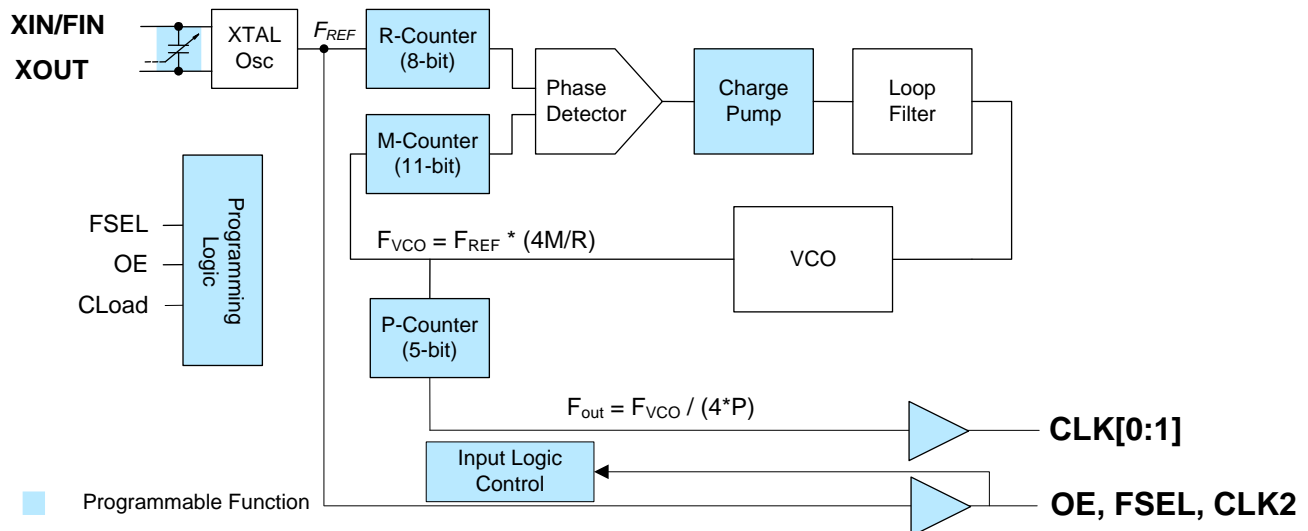 XIN/FIN
XOUT
XTAL
Osc
FREF
R-Counter
(8-bit)
M-Counter
(11-bit)
Phase
Detector
Charge
Pump
Loop
Filter
Programming
Logic
FSEL
OE
CLoad
FVCO = FREF * (4M/R)
VCO
P-Counter
(5-bit)
Fout = FVCO / (4*P)
CLK[0:1]
Input Logic
Control
Programmable Function
OE, FSEL, CLK2